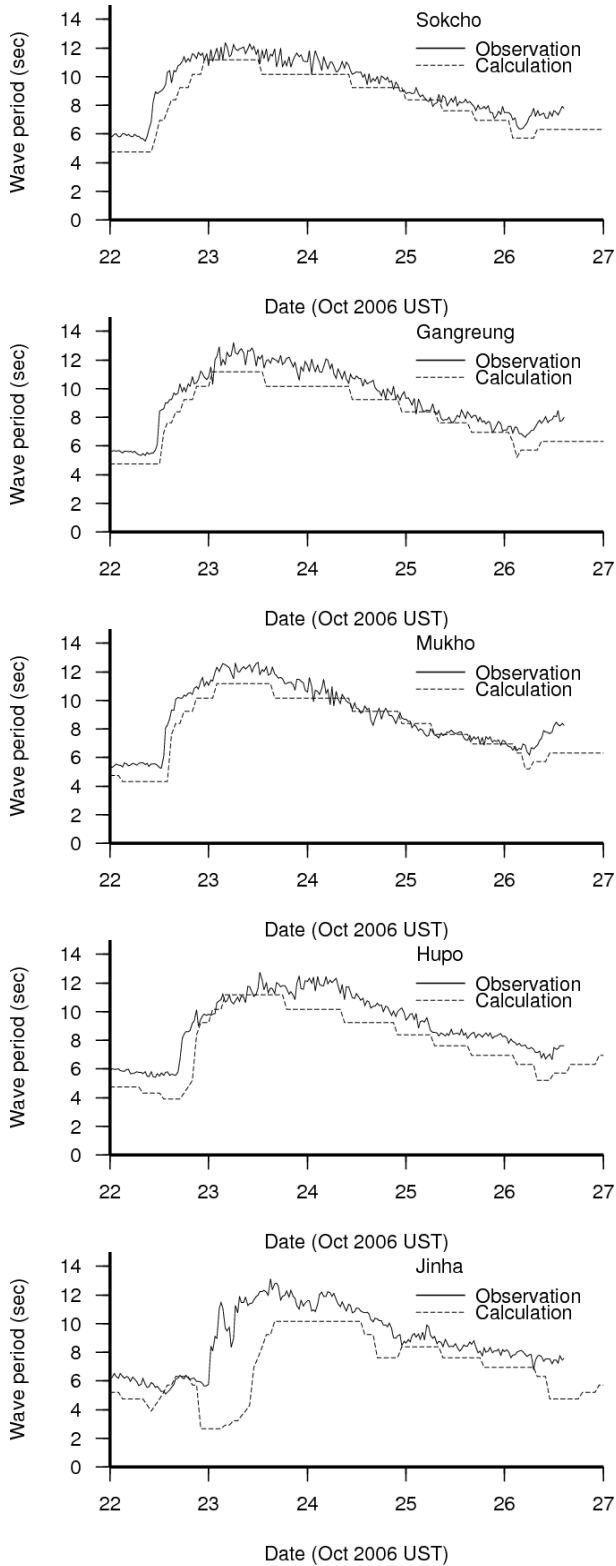 Sokcho
Observation
Calculation
Wave period (sec)
14
12
10
8
6
4
2
0
22 23 24 25 26 27
Date (Oct 2006 UST)
Gangreung
Observation
Calculation
Wave period (sec)
14
12
10
8
6
4
2
0
22 23 24 25 26 27
Date (Oct 2006 UST)
Mukho
Observation
Calculation
Wave period (sec)
14
12
10
8
6
4
2
0
22 23 24 25 26 27
Date (Oct 2006 UST)
Hupo
Observation
Calculation
Wave period (sec)
14
12
10
8
6
4
2
0
22 23 24 25 26 27
Date (Oct 2006 UST)
Jinha
Observation
Calculation
Wave period (sec)
14
12
10
8
6
4
2
0
22 23 24 25 26 27
Date (Oct 2006 UST)